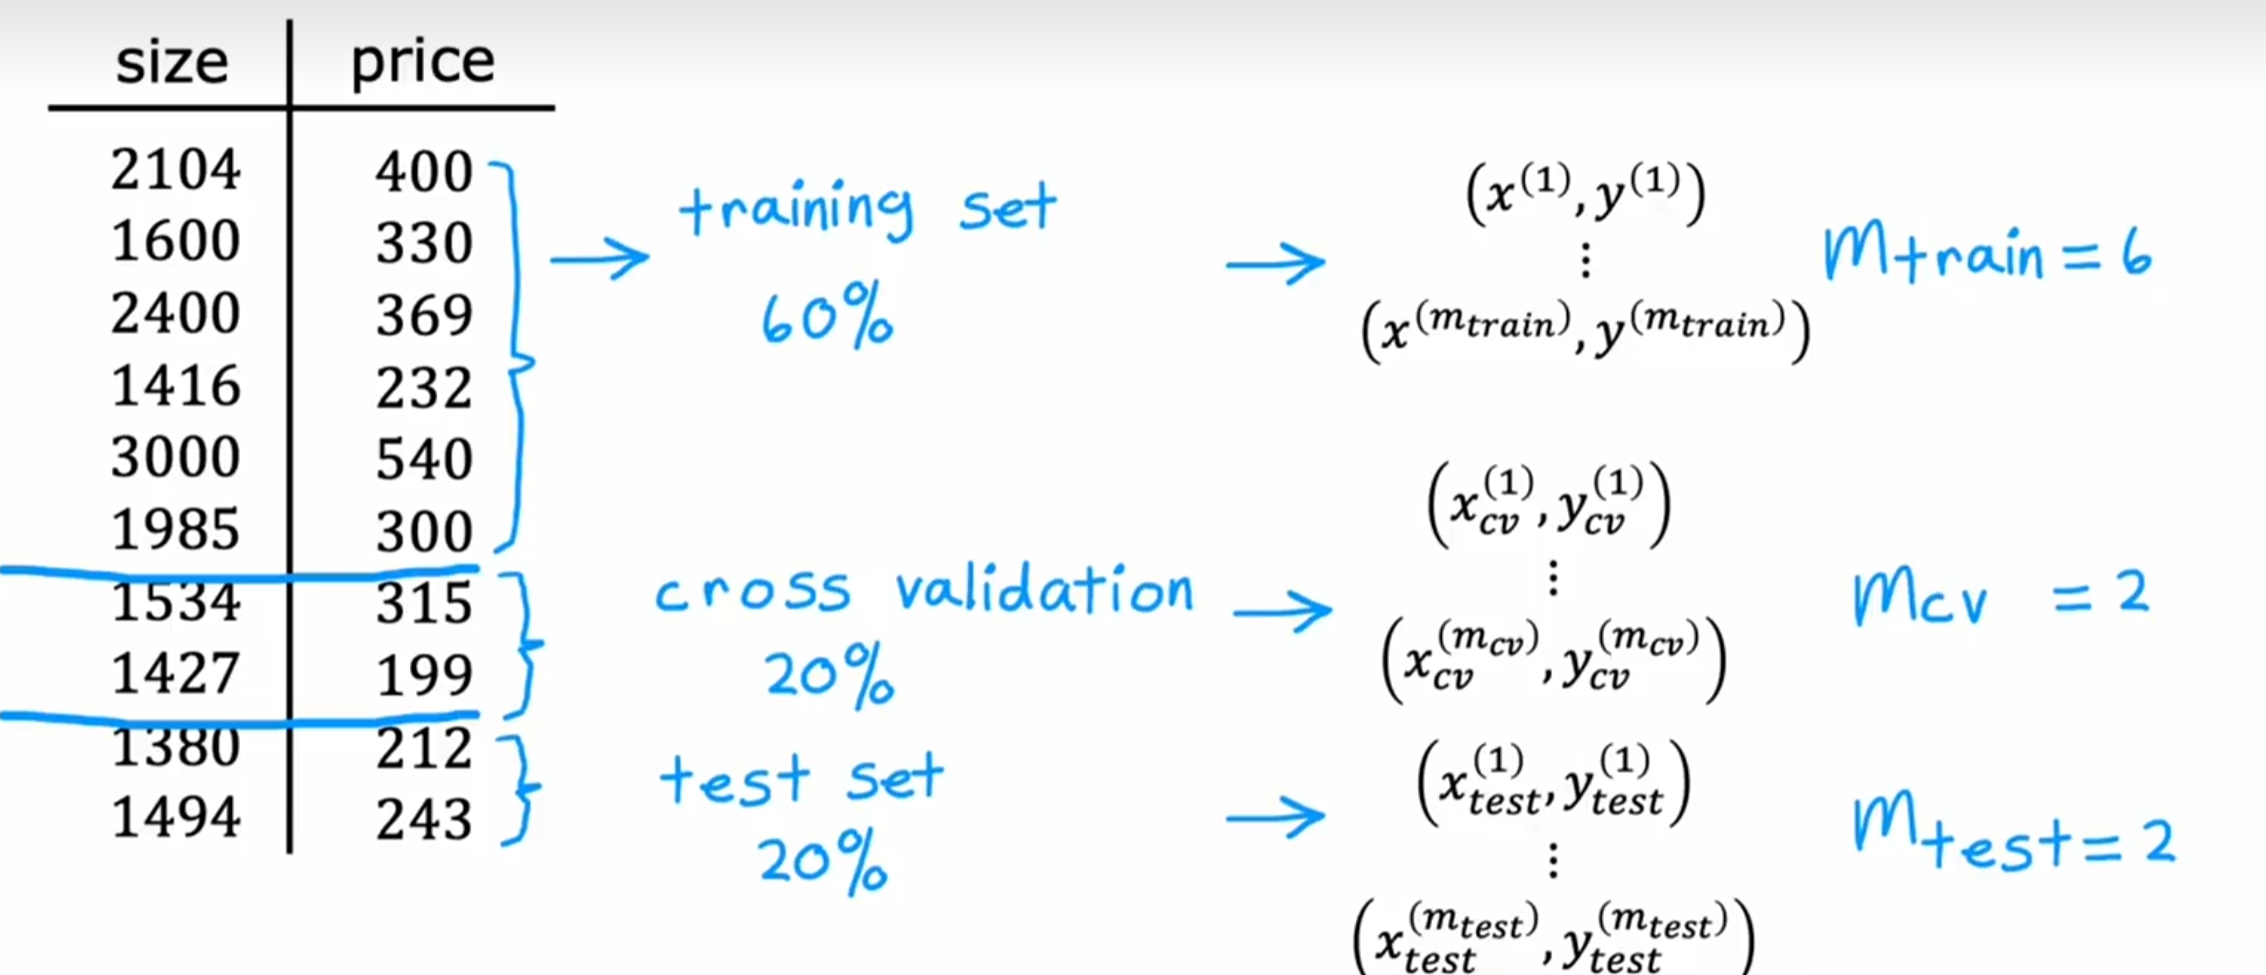 size price
2104 400
1600 330
2400 369
1416 232
3000 540
1985 300
1534 315
1427 199
1380 212
1494 243
training set
60%
cross validation
20%
test set
20%
(x^(1), y^(1))
⋮
(x^(m_train), y^(m_train))
m_train = 6
(x_cv^(1), y_cv^(1))
⋮
(x_cv^(m_cv), y_cv^(m_cv))
m_cv = 2
(x_test^(1), y_test^(1))
⋮
(x_test^(m_test), y_test^(m_test))
m_test = 2